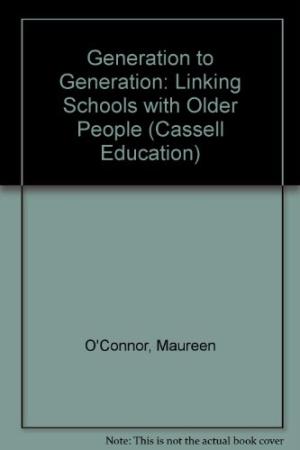 Generation to
Generation: Linking
Schools with Older
People (Cassell
Education)
O'Connor, Maureen
Note: This is not the actual book cover